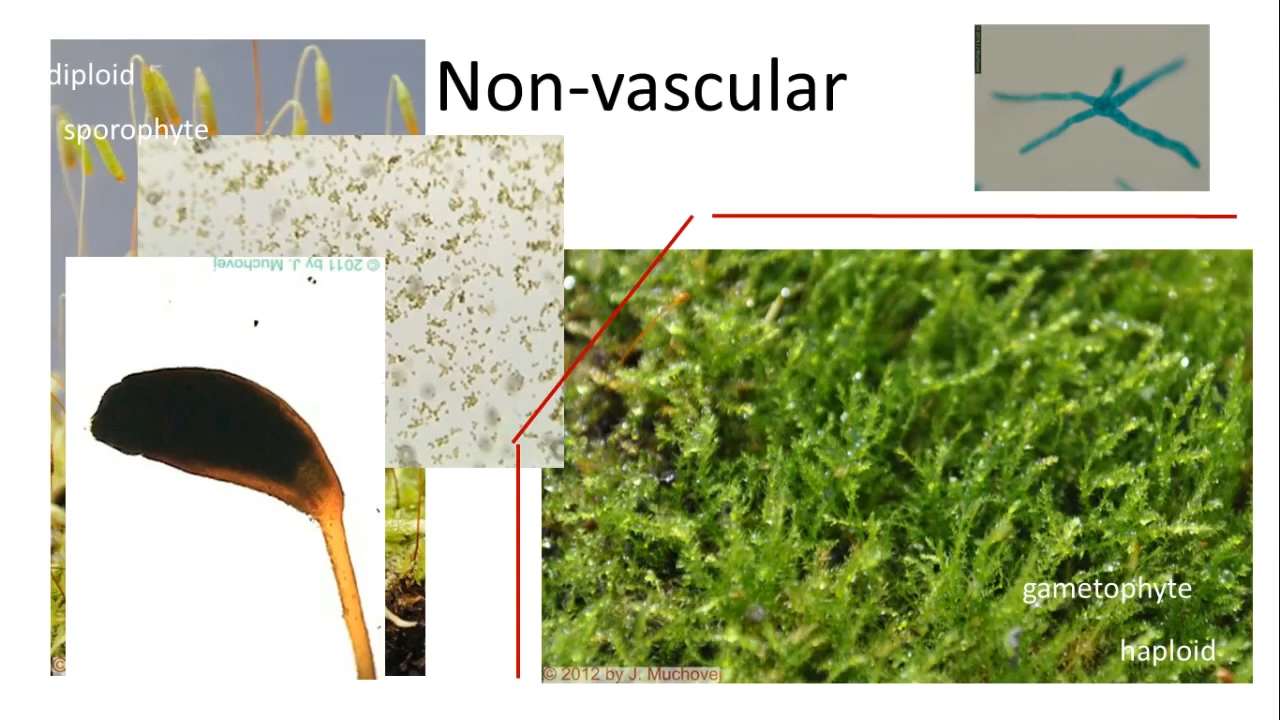 Non-vascular
diploid
sporophyte
© 2011 by J. Muchovej
gametophyte
haploid
© 2012 by J. Muchovej
©